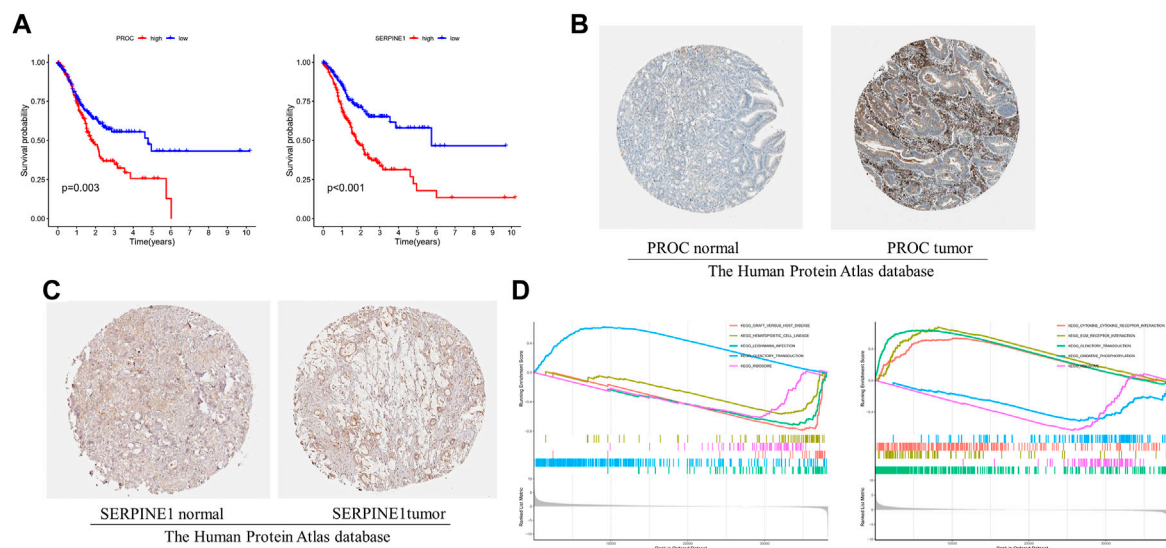 A
PROC high low
Survival probability
1.00
0.75
0.50
0.25
0.00
p=0.003
0 1 2 3 4 5 6 7 8 9 10
Time(years)
SERPINE1 high low
Survival probability
1.00
0.75
0.50
0.25
0.00
p<0.001
0 1 2 3 4 5 6 7 8 9 10
Time(years)
B
PROC normal PROC tumor
The Human Protein Atlas database
C
SERPINE1 normal SERPINE1tumor
The Human Protein Atlas database
D
KEGG_GRAFT_VERSUS_HOST_DISEASE
KEGG_HEMATOPOIETIC_CELL_LINEAGE
KEGG_LEISHMANIA_INFECTION
KEGG_OLFACTORY_TRANSDUCTION
KEGG_RIBOSOME
Running Enrichment Score
Ranked List Metric
KEGG_CYTOKINE_CYTOKINE_RECEPTOR_INTERACTION
KEGG_ECM_RECEPTOR_INTERACTION
KEGG_OLFACTORY_TRANSDUCTION
KEGG_OXIDATIVE_PHOSPHORYLATION
Running Enrichment Score
Ranked List Metric